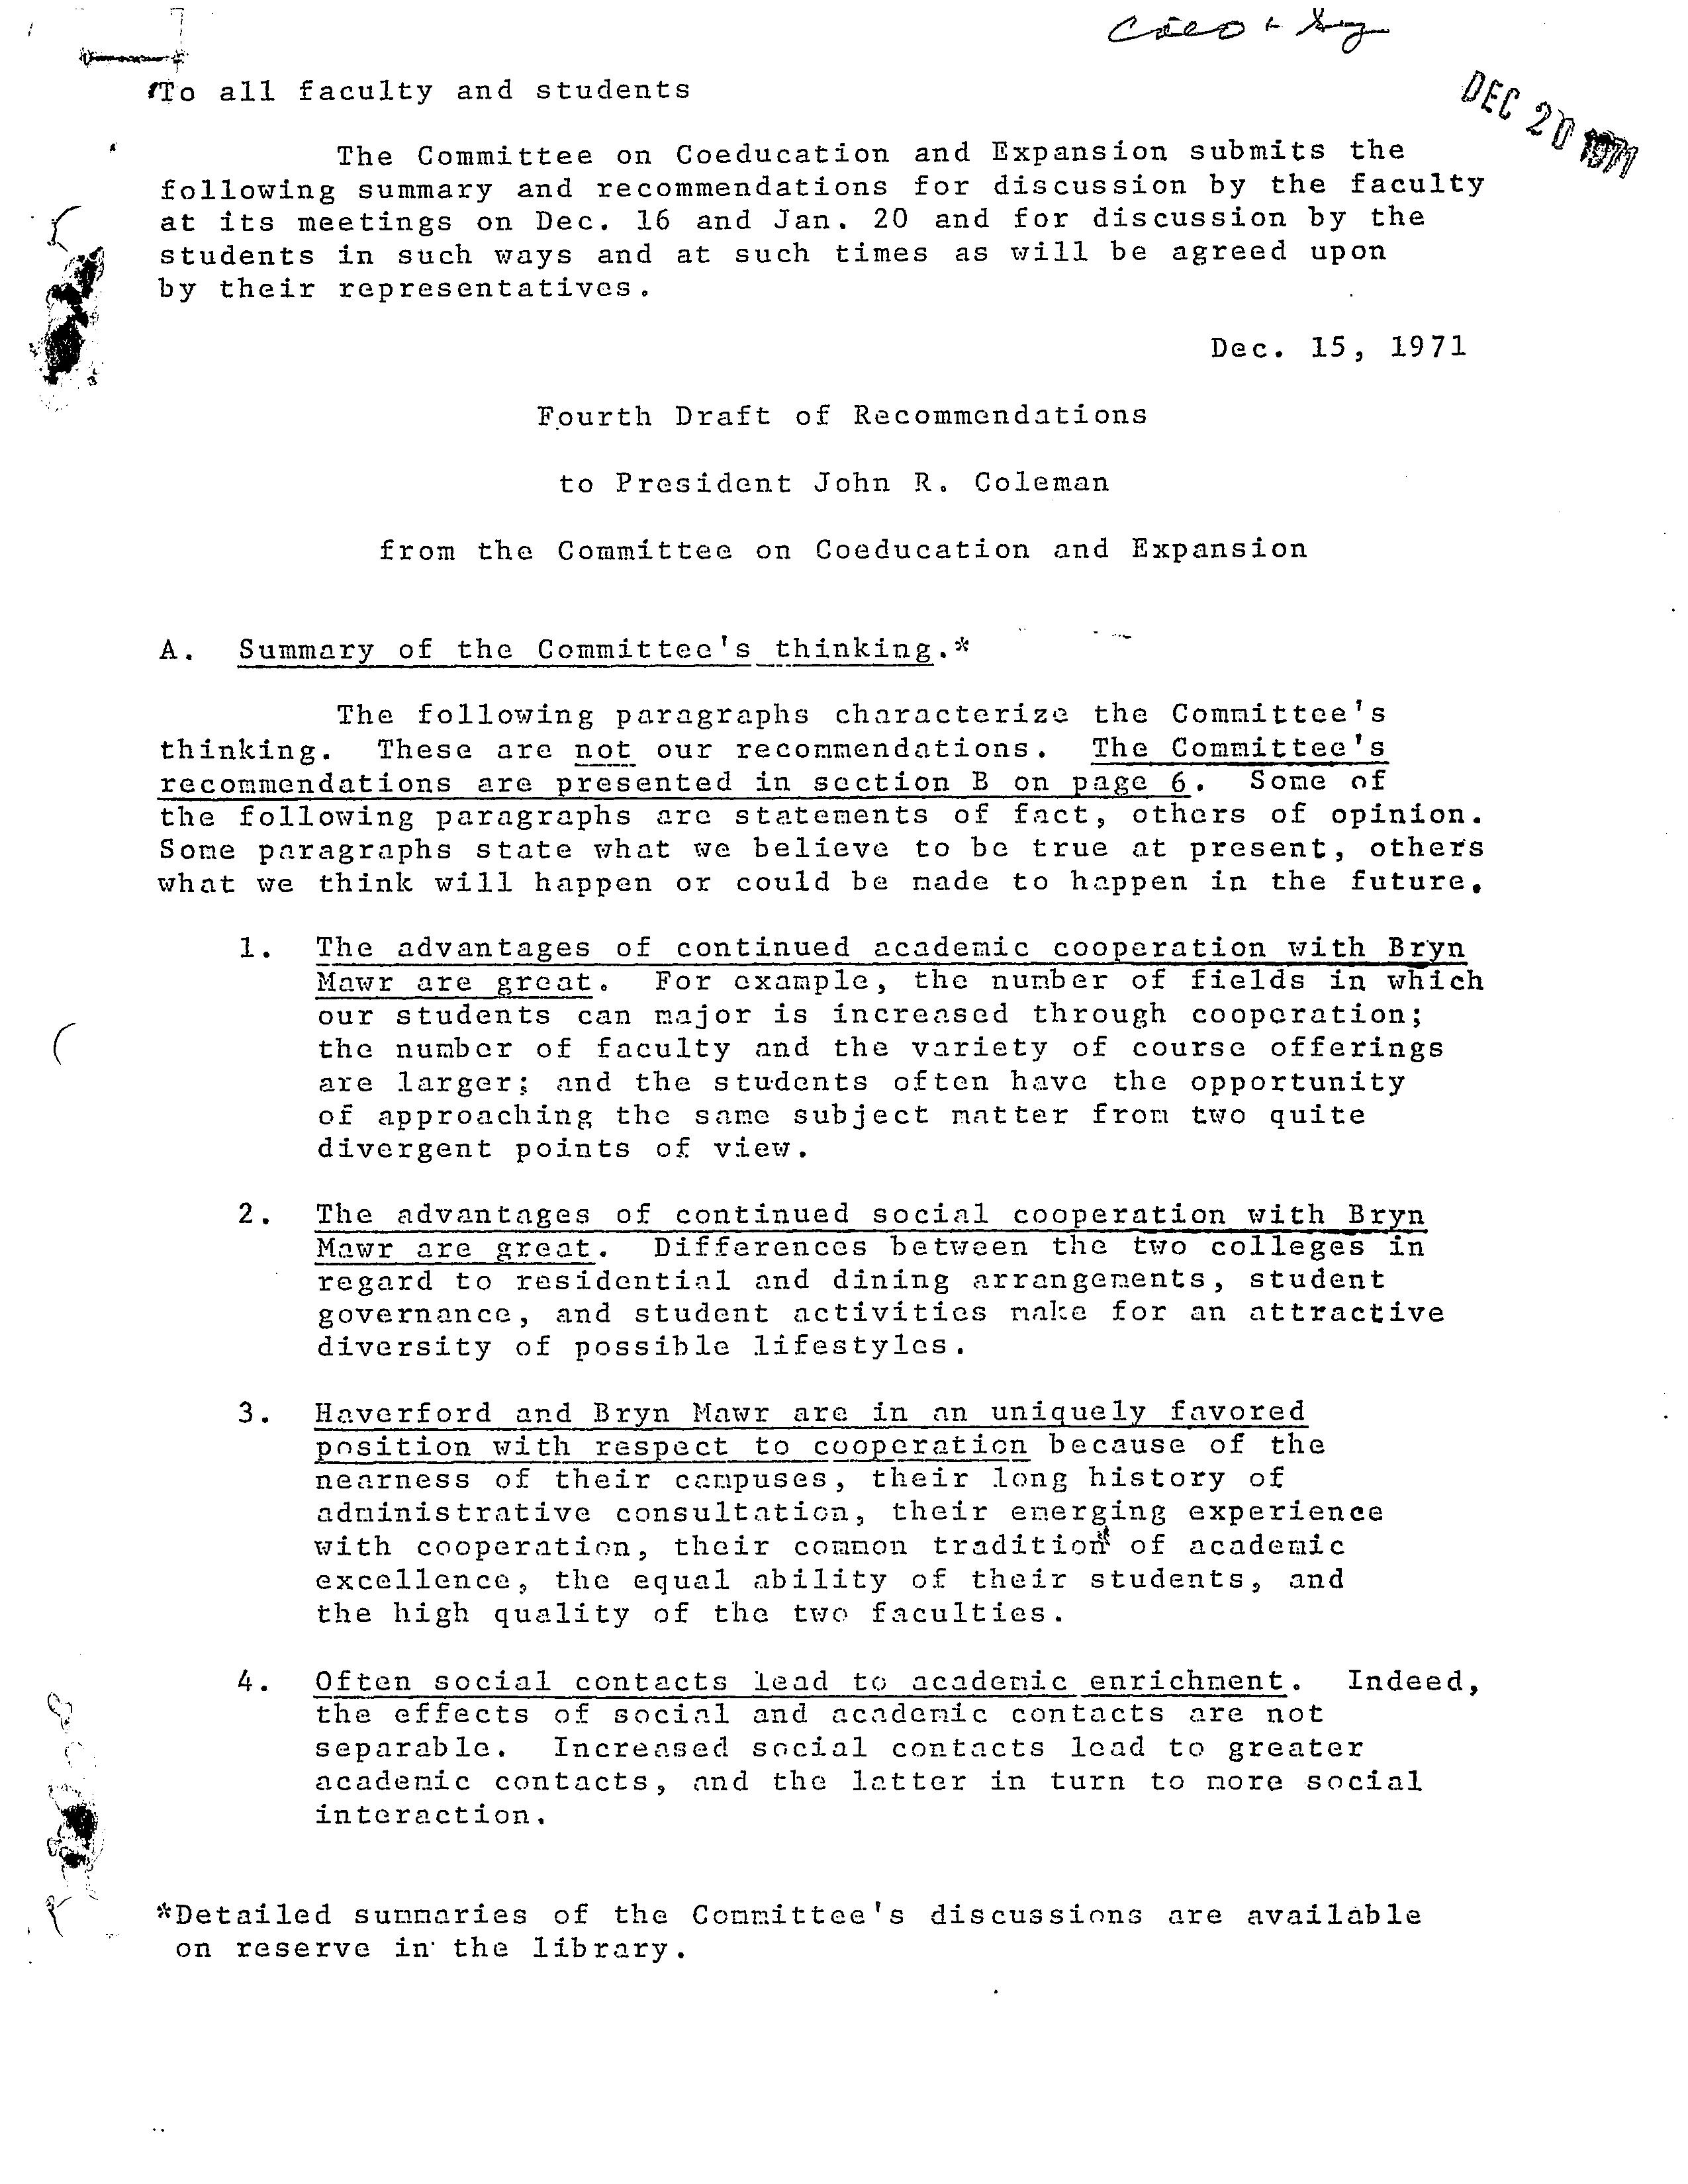 To all faculty and students
DEC 20 1971
The Committee on Coeducation and Expansion submits the
following summary and recommendations for discussion by the faculty
at its meetings on Dec. 16 and Jan. 20 and for discussion by the
students in such ways and at such times as will be agreed upon
by their representatives.
Dec. 15, 1971
Fourth Draft of Recommendations
to President John R. Coleman
from the Committee on Coeducation and Expansion
A. Summary of the Committee's thinking.*
The following paragraphs characterize the Committee's
thinking. These are not our recommendations. The Committee's
recommendations are presented in section B on page 6. Some of
the following paragraphs are statements of fact, others of opinion.
Some paragraphs state what we believe to be true at present, others
what we think will happen or could be made to happen in the future.
1. The advantages of continued academic cooperation with Bryn
Mawr are great. For example, the number of fields in which
our students can major is increased through cooperation;
the number of faculty and the variety of course offerings
are larger; and the students often have the opportunity
of approaching the same subject matter from two quite
divergent points of view.
2. The advantages of continued social cooperation with Bryn
Mawr are great. Differences between the two colleges in
regard to residential and dining arrangements, student
governance, and student activities make for an attractive
diversity of possible lifestyles.
3. Haverford and Bryn Mawr are in an uniquely favored
position with respect to cooperation because of the
nearness of their campuses, their long history of
administrative consultation, their emerging experience
with cooperation, their common tradition of academic
excellence, the equal ability of their students, and
the high quality of the two faculties.
4. Often social contacts lead to academic enrichment. Indeed,
the effects of social and academic contacts are not
separable. Increased social contacts lead to greater
academic contacts, and the latter in turn to more social
interaction.
*Detailed summaries of the Committee's discussions are available
on reserve in the library.